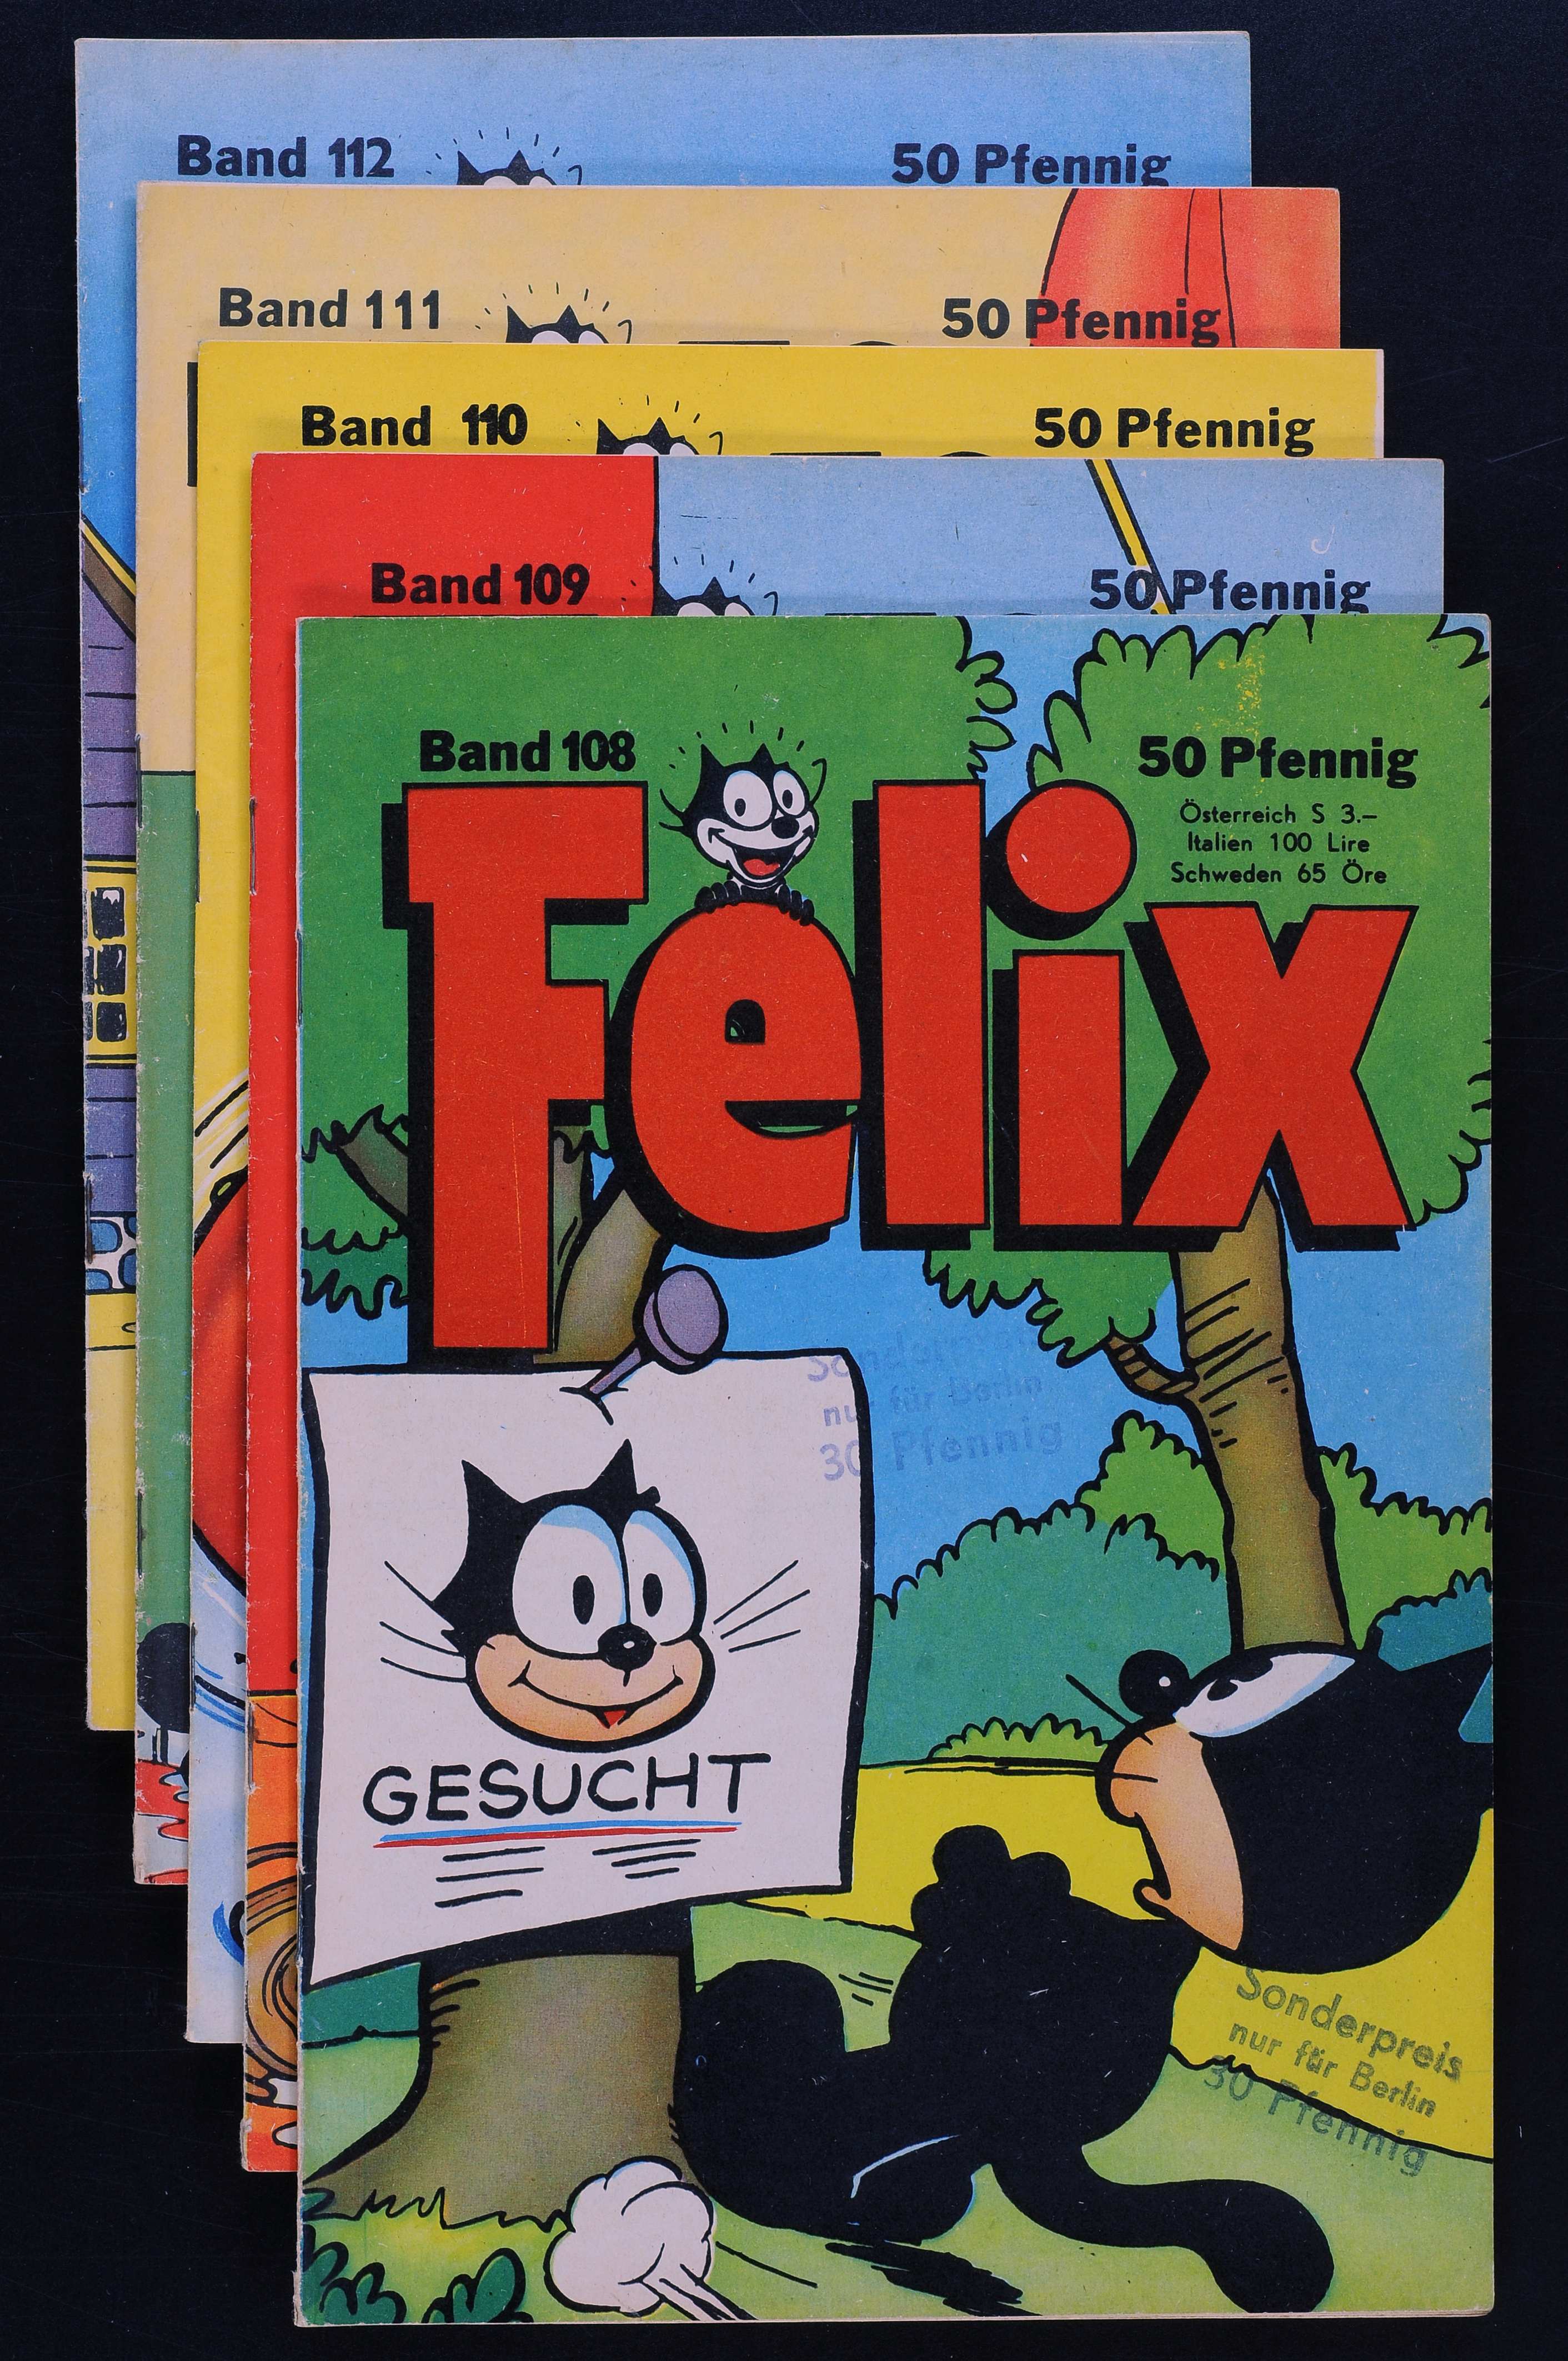 Band 112
50 Pfennig
Band 111
50 Pfennig
Band 110
50 Pfennig
Band 109
50 Pfennig
Band 108
50 Pfennig
Österreich S 3.–
Italien 100 Lire
Schweden 65 Öre
Felix
nur für Berlin
30 Pfennig
GESUCHT
Sonderpreis
nur für Berlin
30 Pfennig